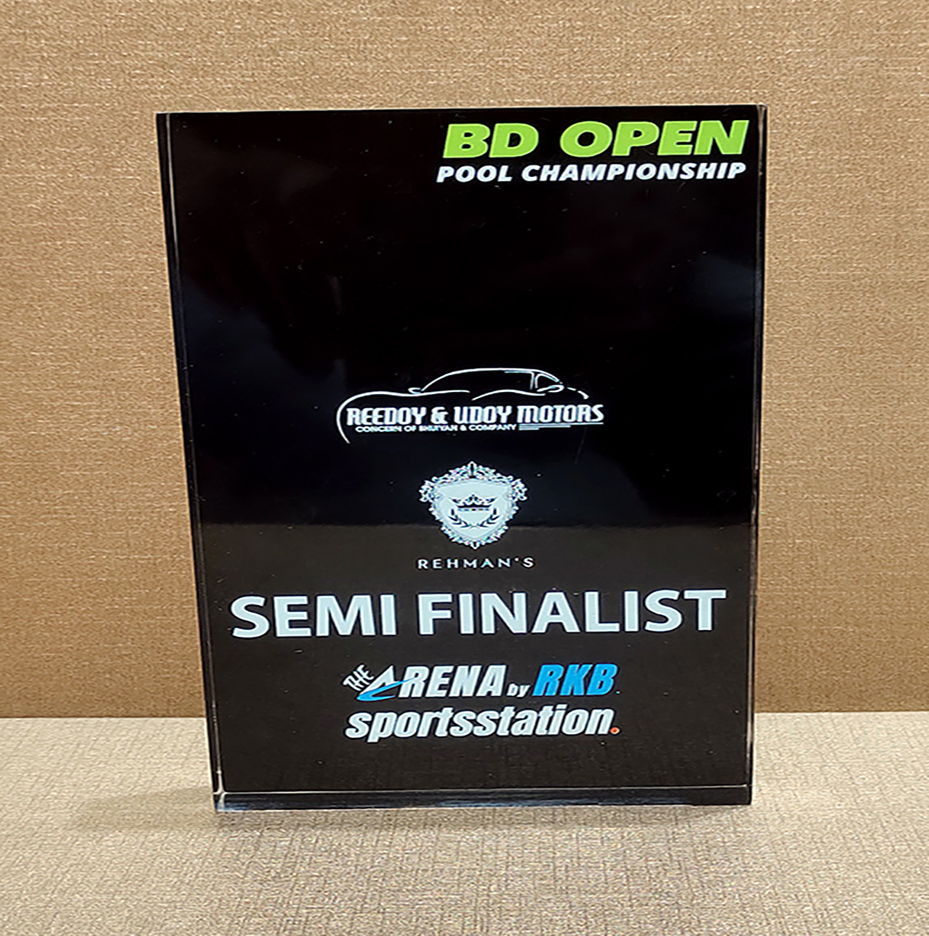 BD OPEN
POOL CHAMPIONSHIP
REEDOY & UDOY MOTORS
CONCERN OF BHUIYAN & COMPANY
REHMAN'S
SEMI FINALIST
THE ARENA by RKB
sportsstation.